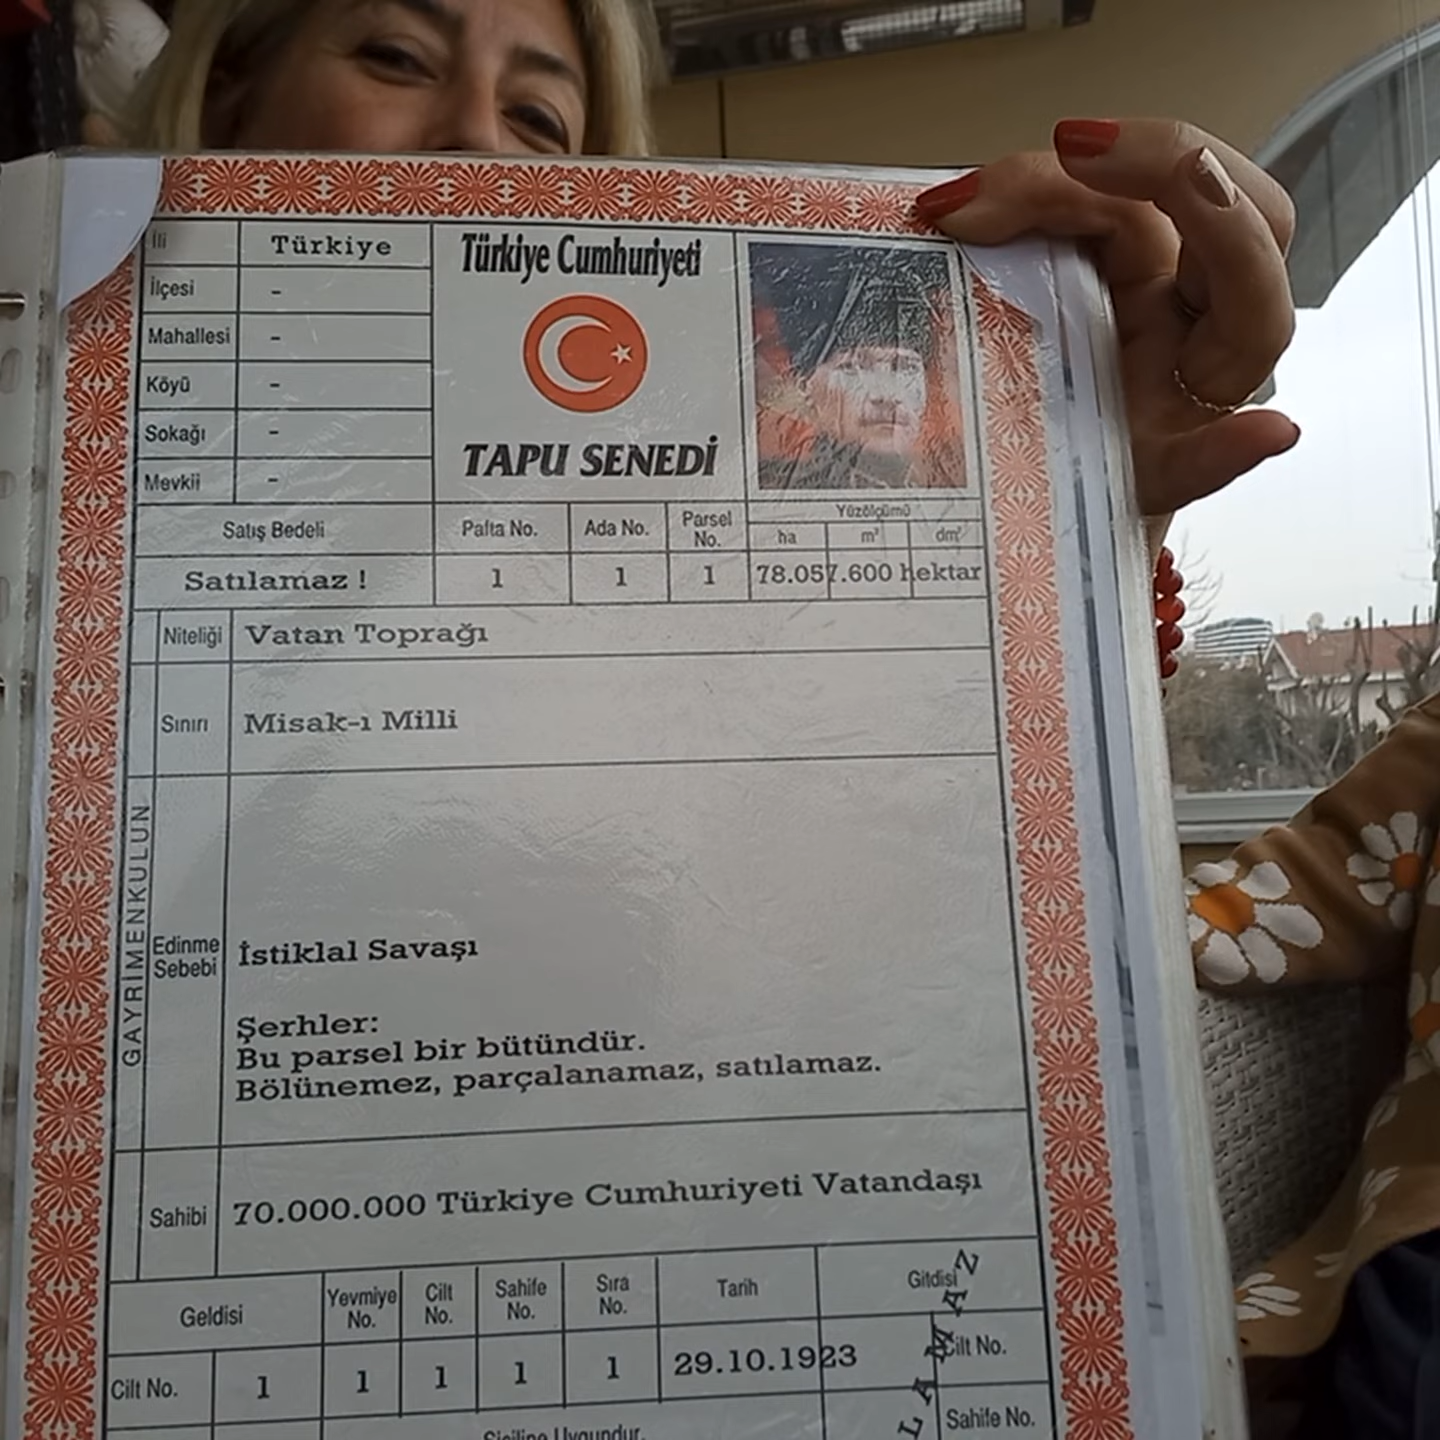 İli Türkiye
İlçesi -
Mahallesi -
Köyü -
Sokağı -
Mevkii -
Türkiye Cumhuriyeti
TAPU SENEDİ
Satış Bedeli Pafta No. Ada No. Parsel No. Yüzölçümü
ha m² dm²
Satılamaz ! 1 1 1 78.057.600 hektar
GAYRİMENKULUN
Niteliği Vatan Toprağı
Sınırı Misak-ı Milli
Edinme Sebebi İstiklal Savaşı
Şerhler:
Bu parsel bir bütündür.
Bölünemez, parçalanamaz, satılamaz.
Sahibi 70.000.000 Türkiye Cumhuriyeti Vatandaşı
Geldisi Yevmiye No. Cilt No. Sahife No. Sıra No. Tarih Gitdisi
Cilt No. 1 1 1 1 1 29.10.1923 Cilt No.
Sahife No.
Siciline Uygundur.